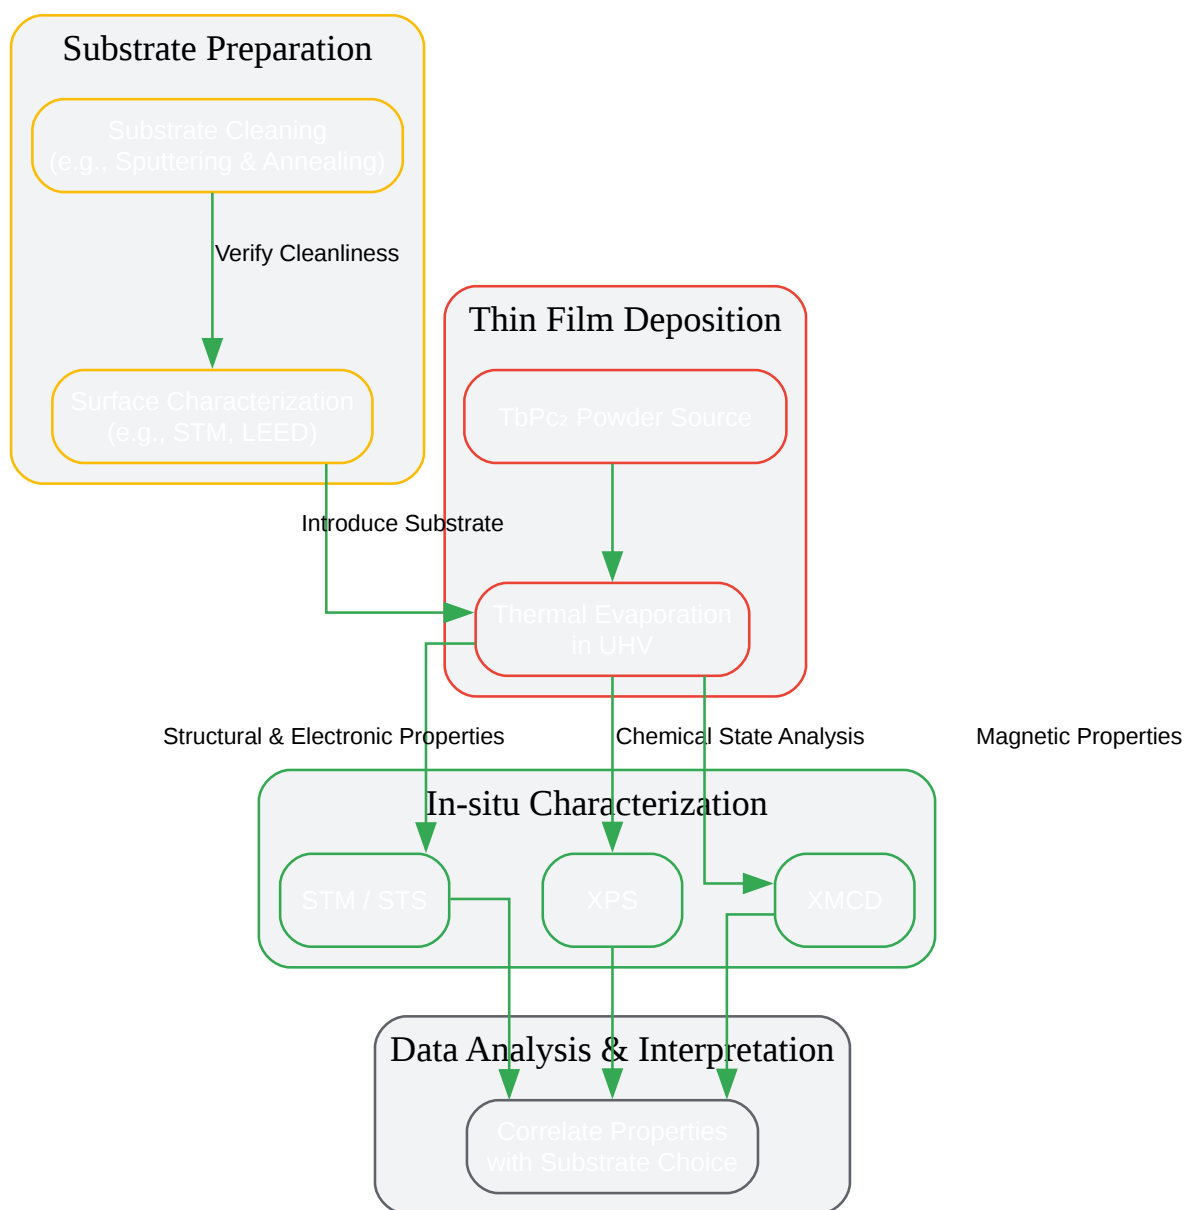 Substrate Preparation
Substrate Cleaning
(e.g., Sputtering & Annealing)
Verify Cleanliness
Surface Characterization
(e.g., STM, LEED)
Thin Film Deposition
TbPc₂ Powder Source
Introduce Substrate
Thermal Evaporation
in UHV
Structural & Electronic Properties
Chemical State Analysis
Magnetic Properties
In-situ Characterization
STM / STS
XPS
XMCD
Data Analysis & Interpretation
Correlate Properties
with Substrate Choice